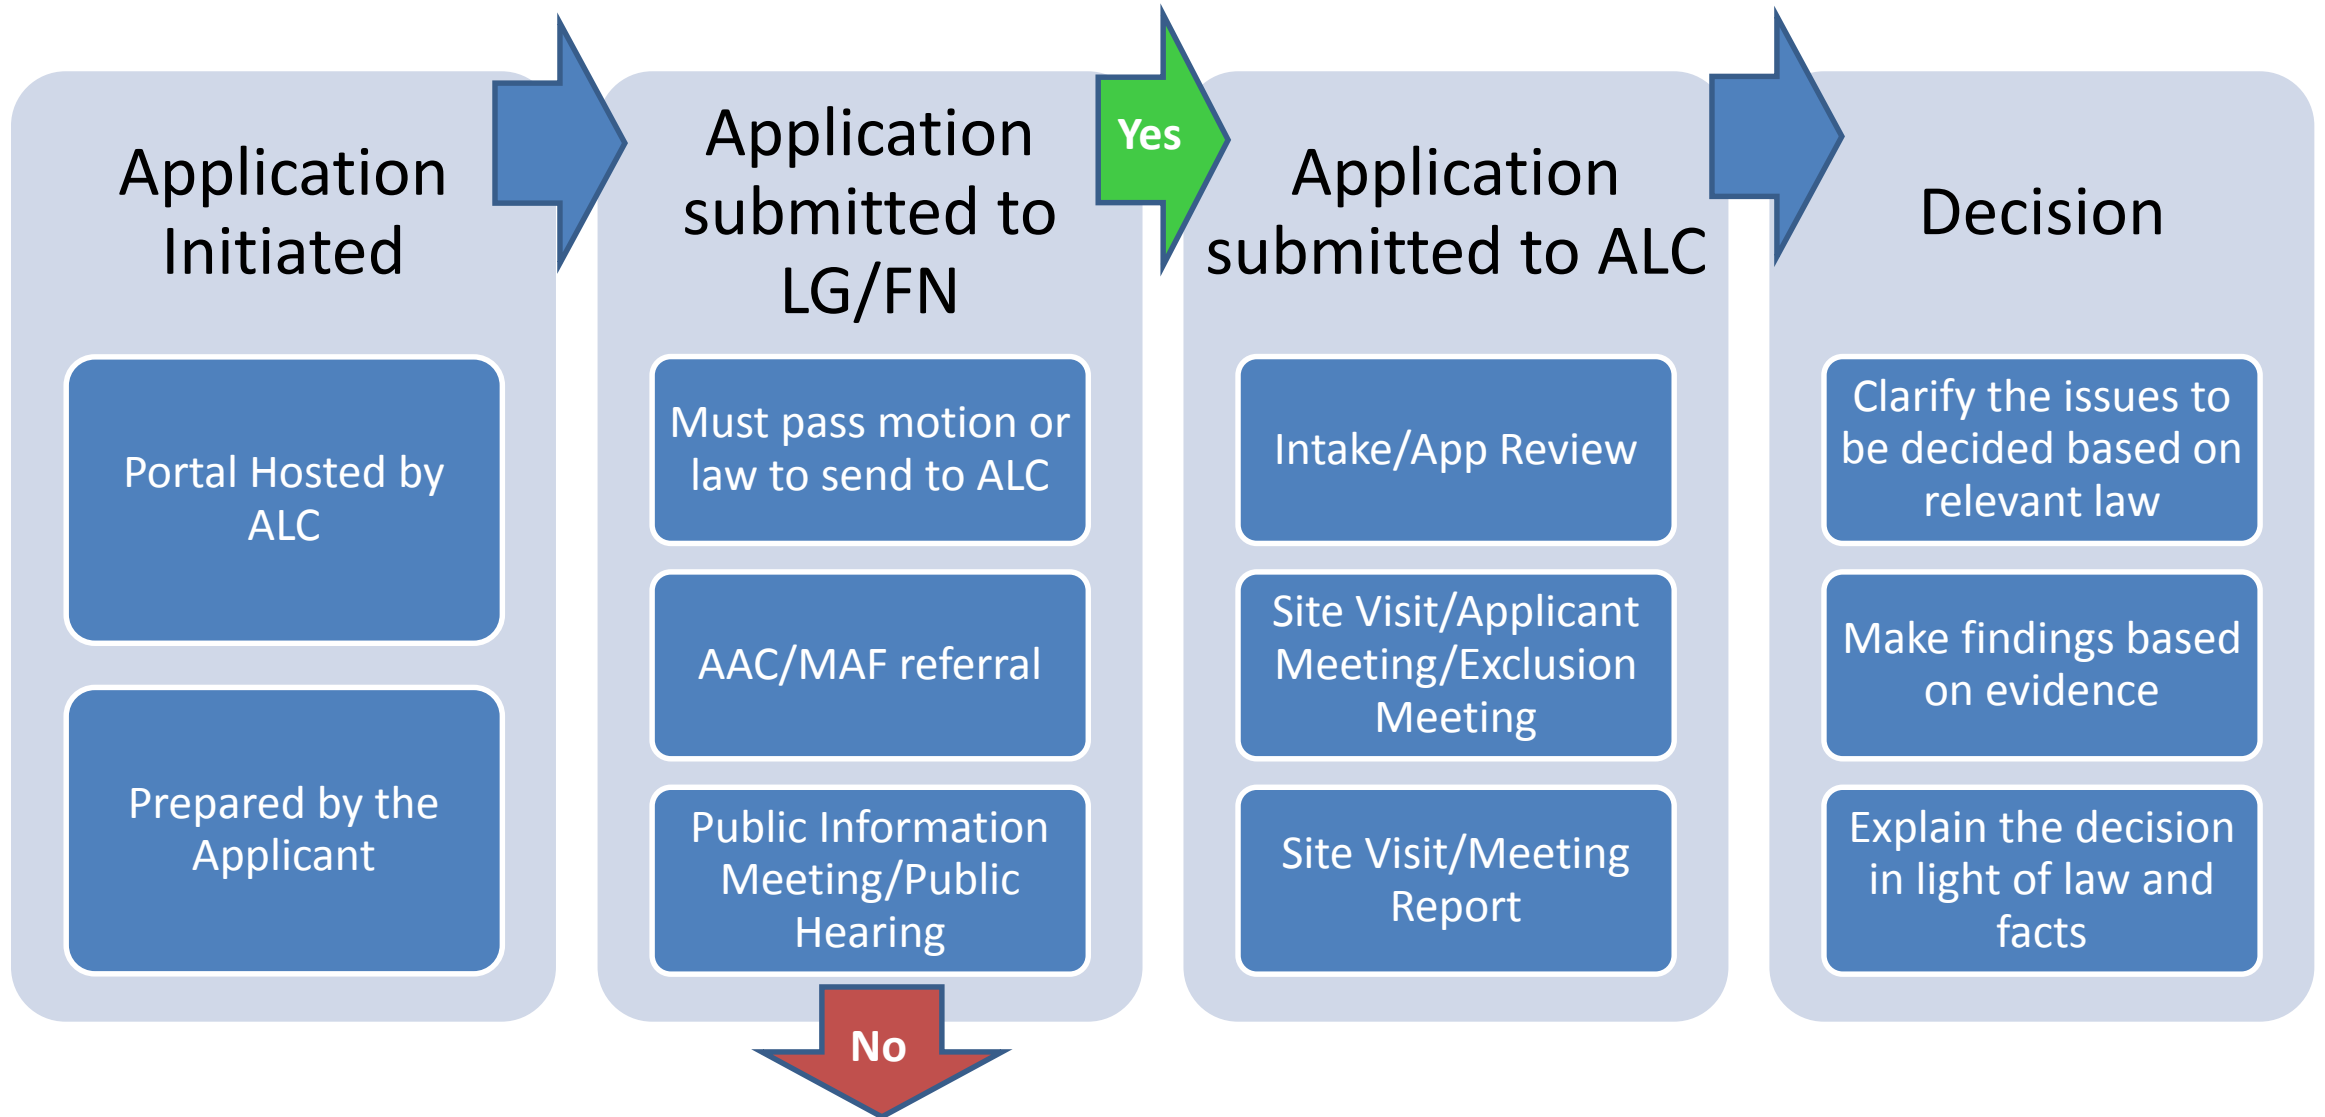 Application
Initiated
Portal Hosted by
ALC
Prepared by the
Applicant
Application
submitted to
LG/FN
Must pass motion or
law to send to ALC
AAC/MAF referral
Public Information
Meeting/Public
Hearing
No
Yes
Application
submitted to ALC
Intake/App Review
Site Visit/Applicant
Meeting/Exclusion
Meeting
Site Visit/Meeting
Report
Decision
Clarify the issues to
be decided based on
relevant law
Make findings based
on evidence
Explain the decision
in light of law and
facts